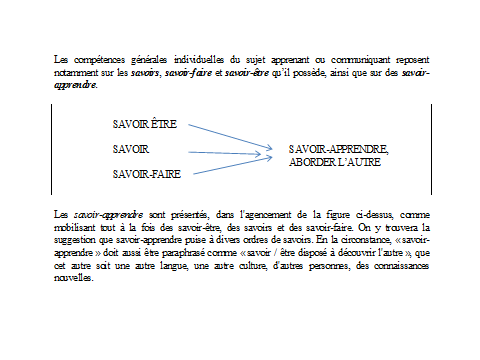 Les compétences générales individuelles du sujet apprenant ou communiquant reposent
notamment sur les savoirs, savoir-faire et savoir-être qu'il possède, ainsi que sur des savoir-
apprendre.
SAVOIR ÊTRE
SAVOIR
SAVOIR-FAIRE
SAVOIR-APPRENDRE,
ABORDER L'AUTRE
Les savoir-apprendre sont présentés, dans l'agencement de la figure ci-dessus, comme
mobilisant tout à la fois des savoir-être, des savoirs et des savoir-faire. On y trouvera la
suggestion que savoir-apprendre puise à divers ordres de savoirs. En la circonstance, « savoir-
apprendre » doit aussi être paraphrasé comme « savoir / être disposé à découvrir l'autre », que
cet autre soit une autre langue, une autre culture, d'autres personnes, des connaissances
nouvelles.